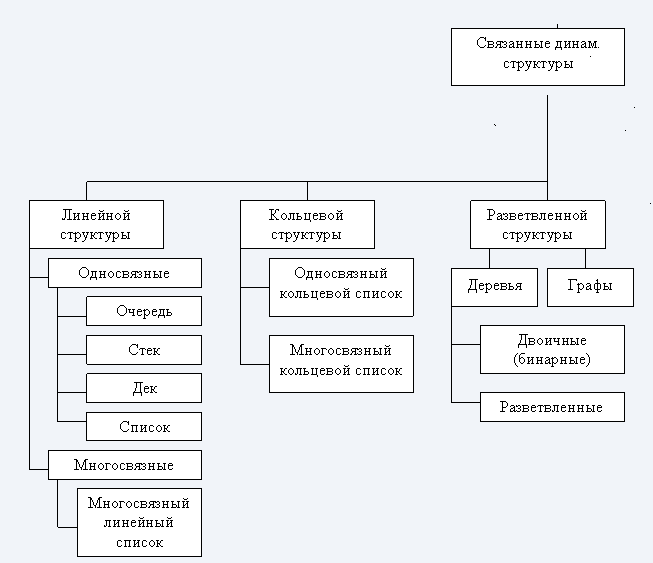 Связанные динам.
структуры
Линейной
структуры
Кольцевой
структуры
Разветвленной
структуры
Односвязные
Очередь
Стек
Дек
Список
Многосвязные
Многосвязный
линейный
список
Односвязный
кольцевой список
Многосвязный
кольцевой список
Деревья
Графы
Двоичные
(бинарные)
Разветвленные